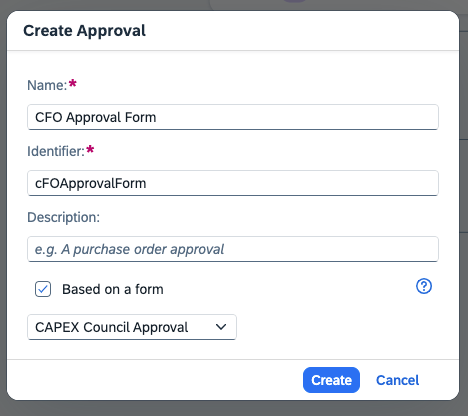 Create Approval
Name:*
CFO Approval Form
Identifier:*
cFOApprovalForm
Description:
e.g. A purchase order approval
Based on a form
?
CAPEX Council Approval
Create Cancel